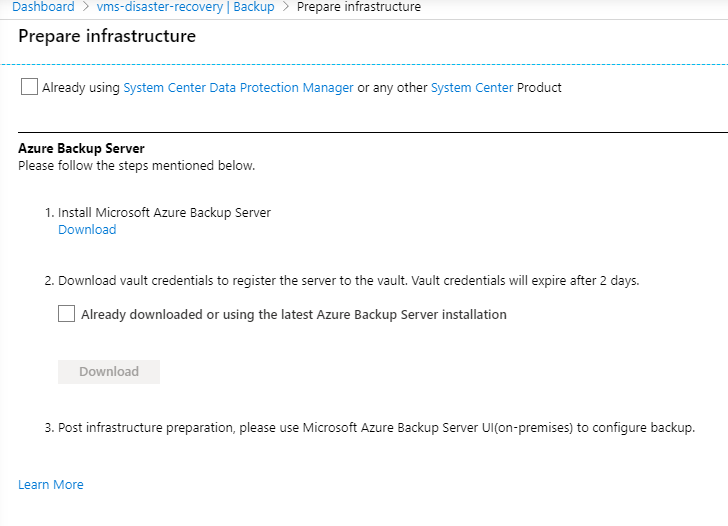 Dashboard > vms-disaster-recovery | Backup > Prepare infrastructure
Prepare infrastructure
Already using System Center Data Protection Manager or any other System Center Product
Azure Backup Server
Please follow the steps mentioned below.
1. Install Microsoft Azure Backup Server
Download
2. Download vault credentials to register the server to the vault. Vault credentials will expire after 2 days.
Already downloaded or using the latest Azure Backup Server installation
Download
3. Post infrastructure preparation, please use Microsoft Azure Backup Server UI(on-premises) to configure backup.
Learn More